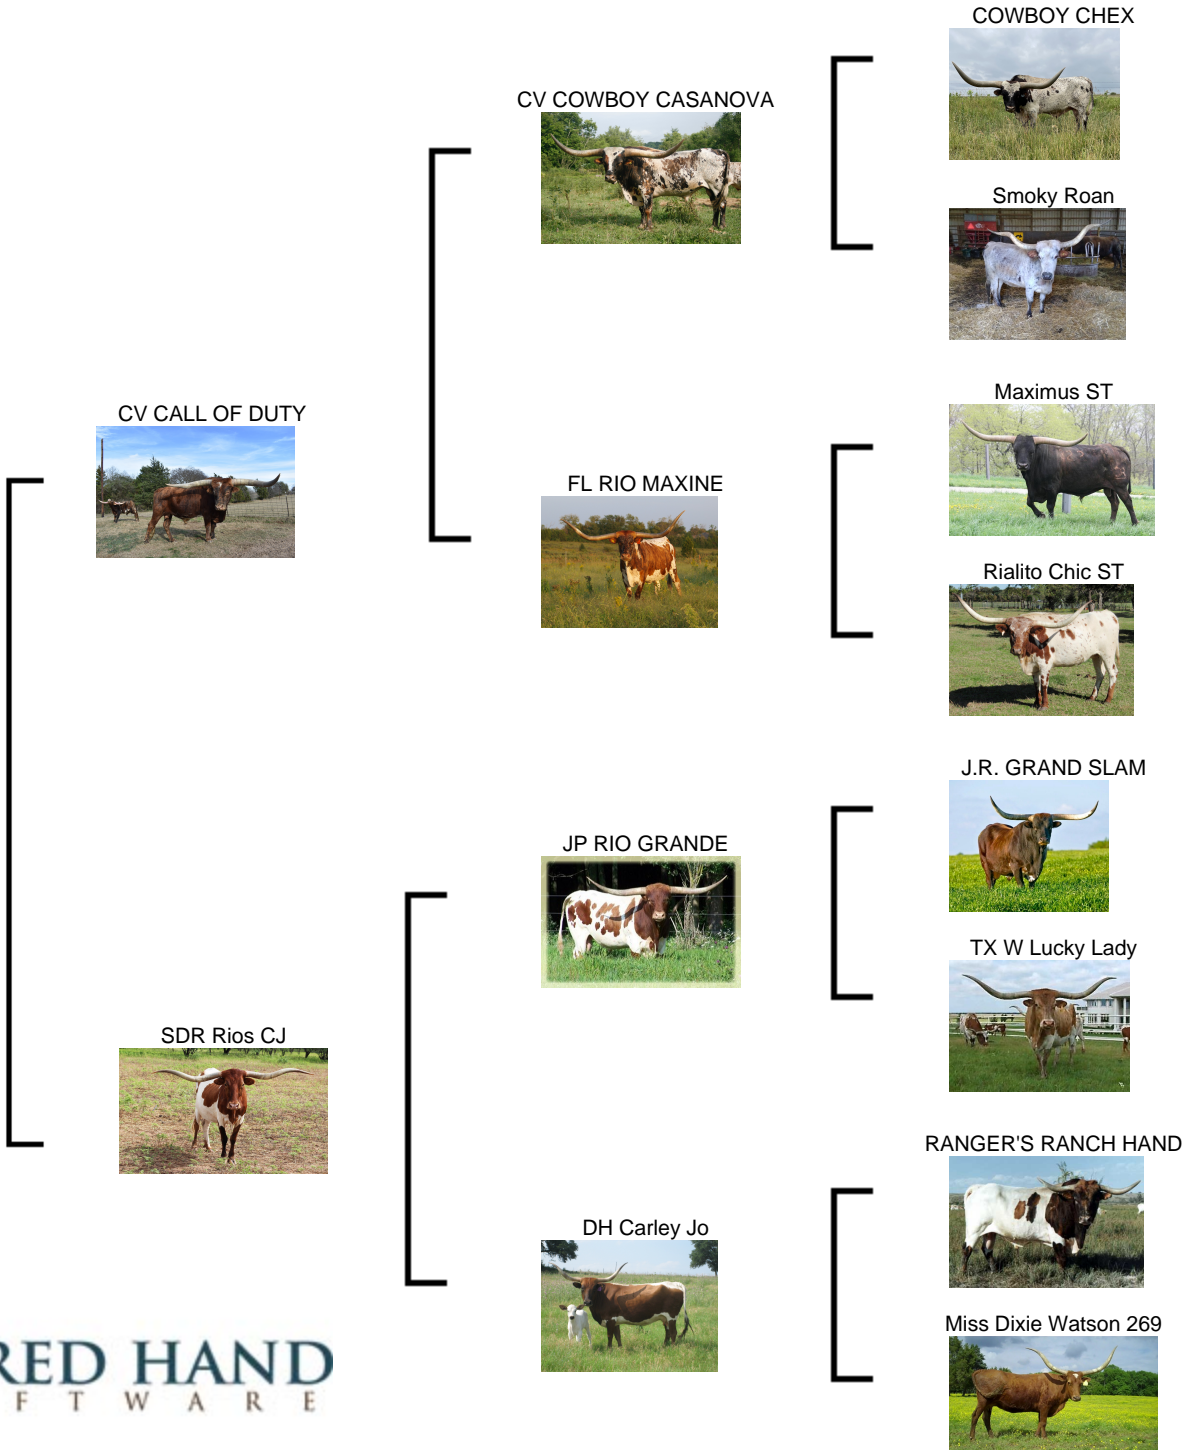 COWBOY CHEX
CV COWBOY CASANOVA
Smoky Roan
CV CALL OF DUTY
Maximus ST
FL RIO MAXINE
Rialito Chic ST
J.R. GRAND SLAM
JP RIO GRANDE
TX W Lucky Lady
SDR Rios CJ
RANGER'S RANCH HAND
DH Carley Jo
Miss Dixie Watson 269
RED HAND
F T W A R E